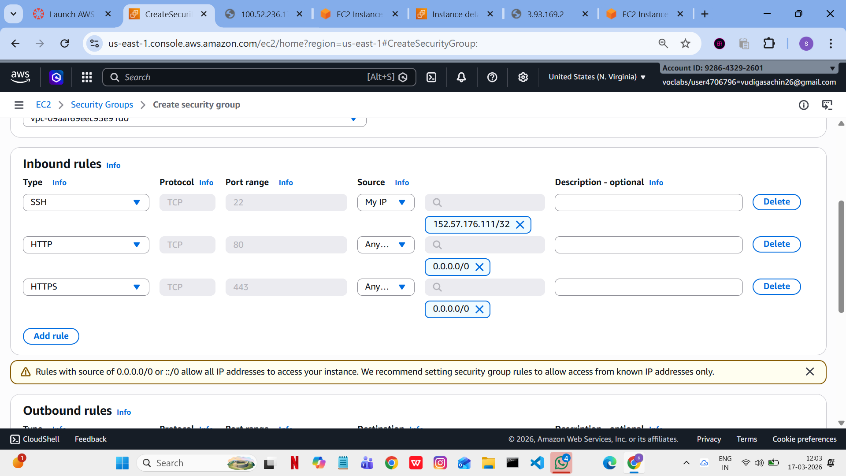 Launch AWS
CreateSecuri
100.52.236.1
EC2 Instanc
Instance det
3.93.169.2
EC2 Instanc
us-east-1.console.aws.amazon.com/ec2/home?region=us-east-1#CreateSecurityGroup:
S
aws
Search
[Alt+S]
United States (N. Virginia)
Account ID: 9286-4329-2601
voclabs/user4706796=vudigasachin26@gmail.com
EC2
Security Groups
Create security group
Inbound rules Info
Type Info Protocol Info Port range Info Source Info Description - optional Info
SSH TCP 22 My IP Delete
152.57.176.111/32
HTTP TCP 80 Any... Delete
0.0.0.0/0
HTTPS TCP 443 Any... Delete
0.0.0.0/0
Add rule
Rules with source of 0.0.0.0/0 or ::/0 allow all IP addresses to access your instance. We recommend setting security group rules to allow access from known IP addresses only.
Outbound rules Info
CloudShell Feedback © 2026, Amazon Web Services, Inc. or its affiliates. Privacy Terms Cookie preferences
1
Search
4
ENG
IN
12:03
17-03-2026